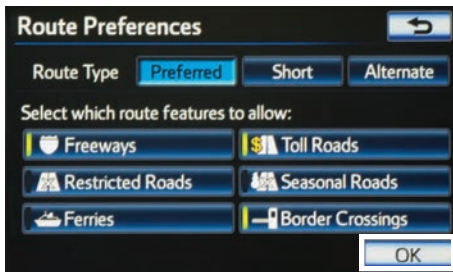 Route Preferences
Route Type Preferred Short Alternate
Select which route features to allow:
Freeways $ Toll Roads
Restricted Roads Seasonal Roads
Ferries Border Crossings
OK